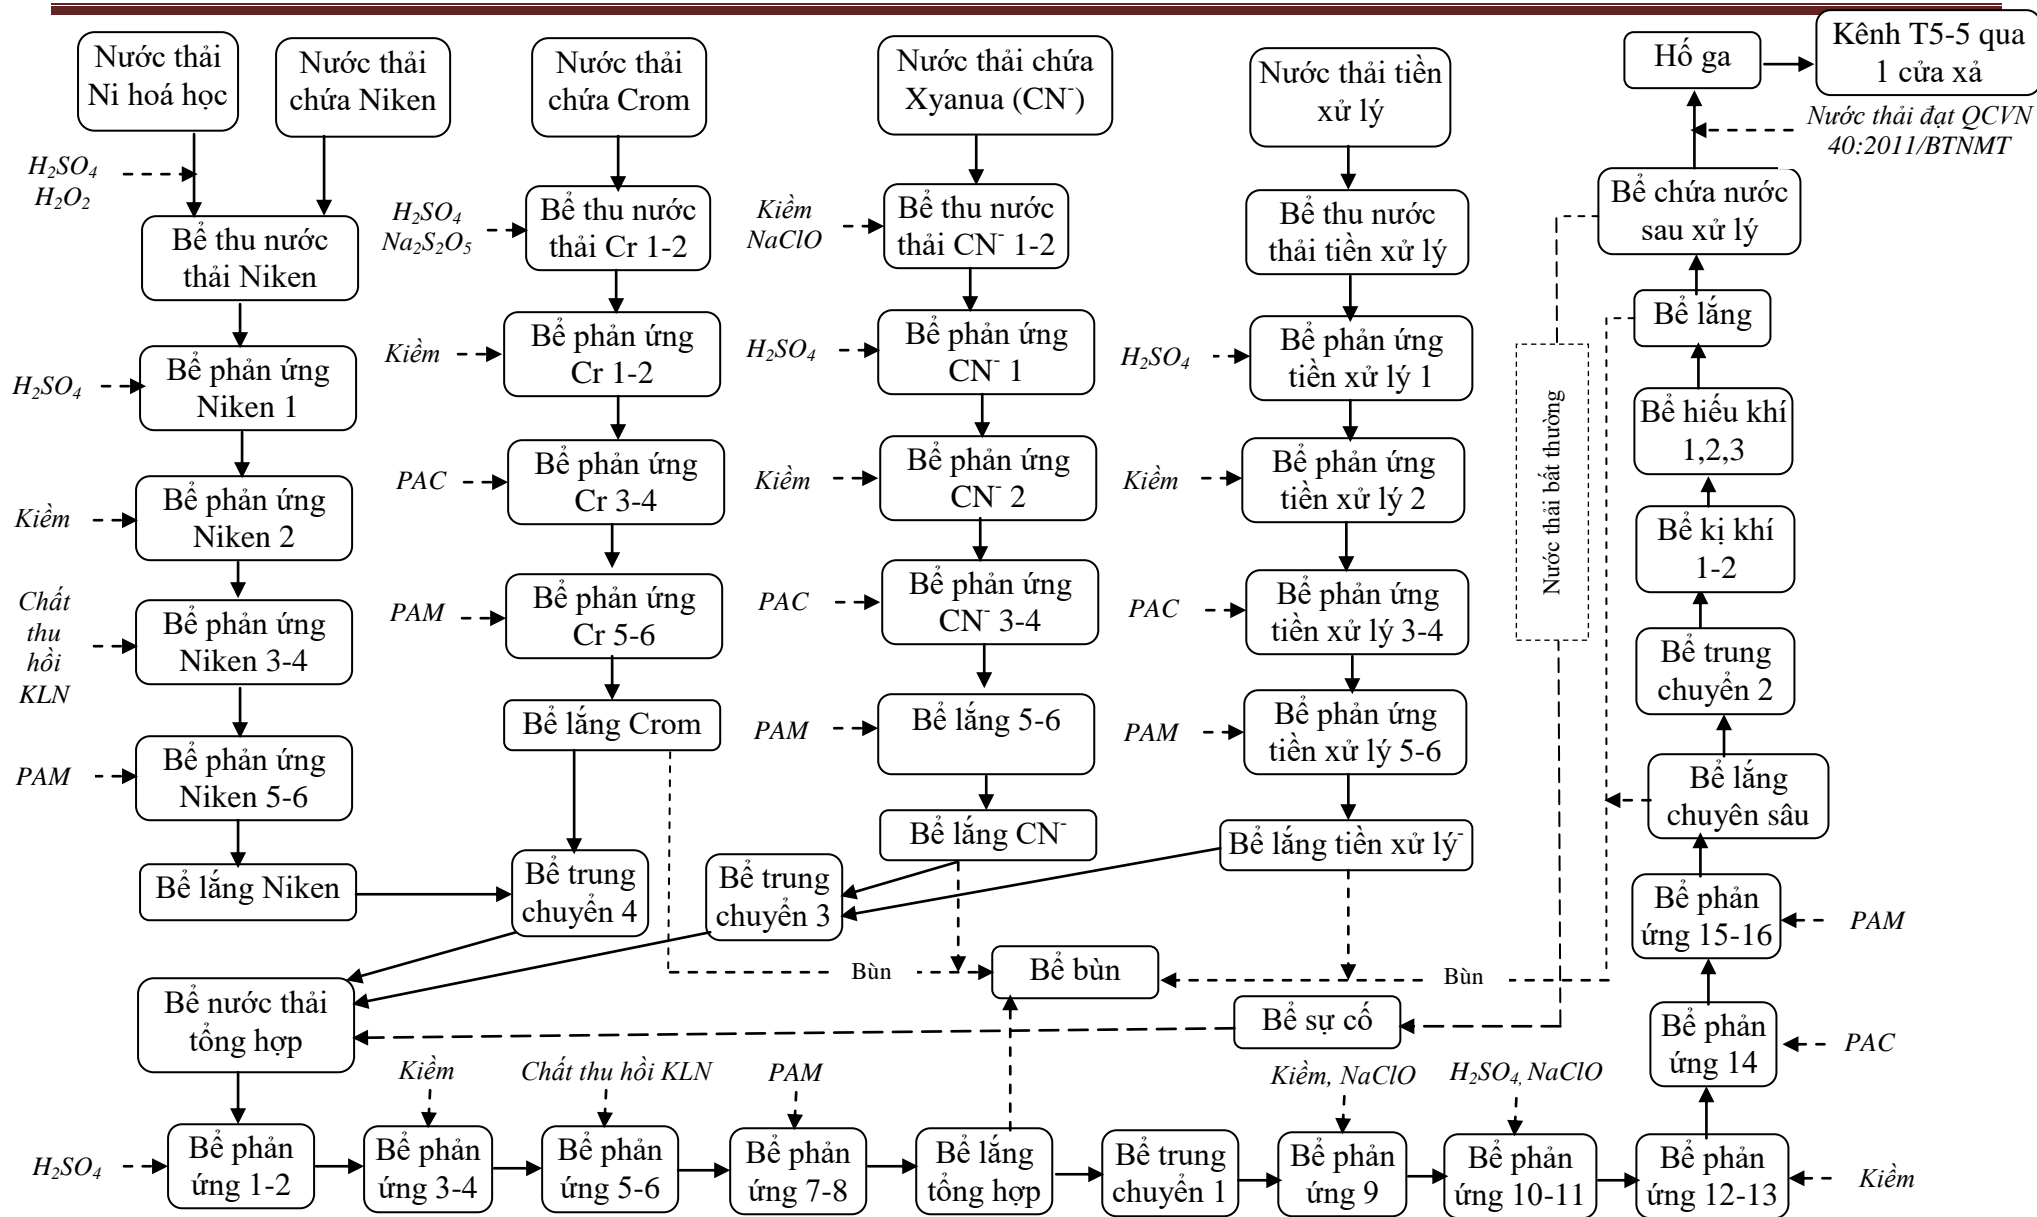 Nước thải
Ni hoá học
Nước thải
chứa Niken
Nước thải
chứa Crom
Nước thải chứa
Xyanua (CN⁻)
Nước thải tiền
xử lý
Hố ga
Kênh T5-5 qua
1 cửa xả
Nước thải đạt QCVN
40:2011/BTNMT
H₂SO₄
H₂O₂
Bể thu nước
thải Niken
H₂SO₄
Na₂S₂O₅
Bể thu nước
thải Cr 1-2
Kiềm
NaClO
Bể thu nước
thải CN⁻ 1-2
Bể thu nước
thải tiền xử lý
Bể chứa nước
sau xử lý
H₂SO₄
Bể phản ứng
Niken 1
Kiềm
Bể phản ứng
Cr 1-2
H₂SO₄
Bể phản ứng
CN⁻ 1
H₂SO₄
Bể phản ứng
tiền xử lý 1
Nước thải bất thường
Bể lắng
Bể hiếu khí
1,2,3
Kiềm
Bể phản ứng
Niken 2
PAC
Bể phản ứng
Cr 3-4
Kiềm
Bể phản ứng
CN⁻ 2
Kiềm
Bể phản ứng
tiền xử lý 2
Bể kị khí
1-2
Chất
thu
hồi
KLN
Bể phản ứng
Niken 3-4
PAM
Bể phản ứng
Cr 5-6
PAC
Bể phản ứng
CN⁻ 3-4
PAC
Bể phản ứng
tiền xử lý 3-4
Bể trung
chuyển 2
PAM
Bể phản ứng
Niken 5-6
Bể lắng Crom
PAM
Bể lắng 5-6
PAM
Bể phản ứng
tiền xử lý 5-6
Bể lắng
chuyên sâu
Bể lắng Niken
Bể trung
chuyển 4
Bể trung
chuyển 3
Bể lắng CN⁻
Bể lắng tiền xử lý⁻
Bể phản
ứng 15-16
PAM
Bùn
Bể bùn
Bùn
Bể nước thải
tổng hợp
Bể sự cố
Bể phản
ứng 14
PAC
Kiềm
Chất thu hồi KLN
PAM
Kiềm, NaClO
H₂SO₄, NaClO
H₂SO₄
Bể phản
ứng 1-2
Bể phản
ứng 3-4
Bể phản
ứng 5-6
Bể phản
ứng 7-8
Bể lắng
tổng hợp
Bể trung
chuyển 1
Bể phản
ứng 9
Bể phản
ứng 10-11
Bể phản
ứng 12-13
Kiềm